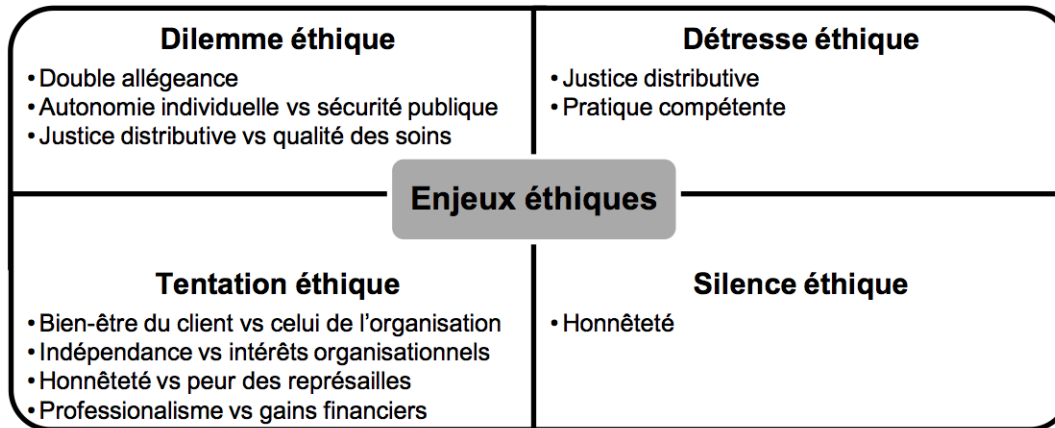 Dilemme éthique
• Double allégeance
• Autonomie individuelle vs sécurité publique
• Justice distributive vs qualité des soins
Détresse éthique
• Justice distributive
• Pratique compétente
Enjeux éthiques
Tentation éthique
• Bien-être du client vs celui de l'organisation
• Indépendance vs intérêts organisationnels
• Honnêteté vs peur des représailles
• Professionalisme vs gains financiers
Silence éthique
• Honnêteté